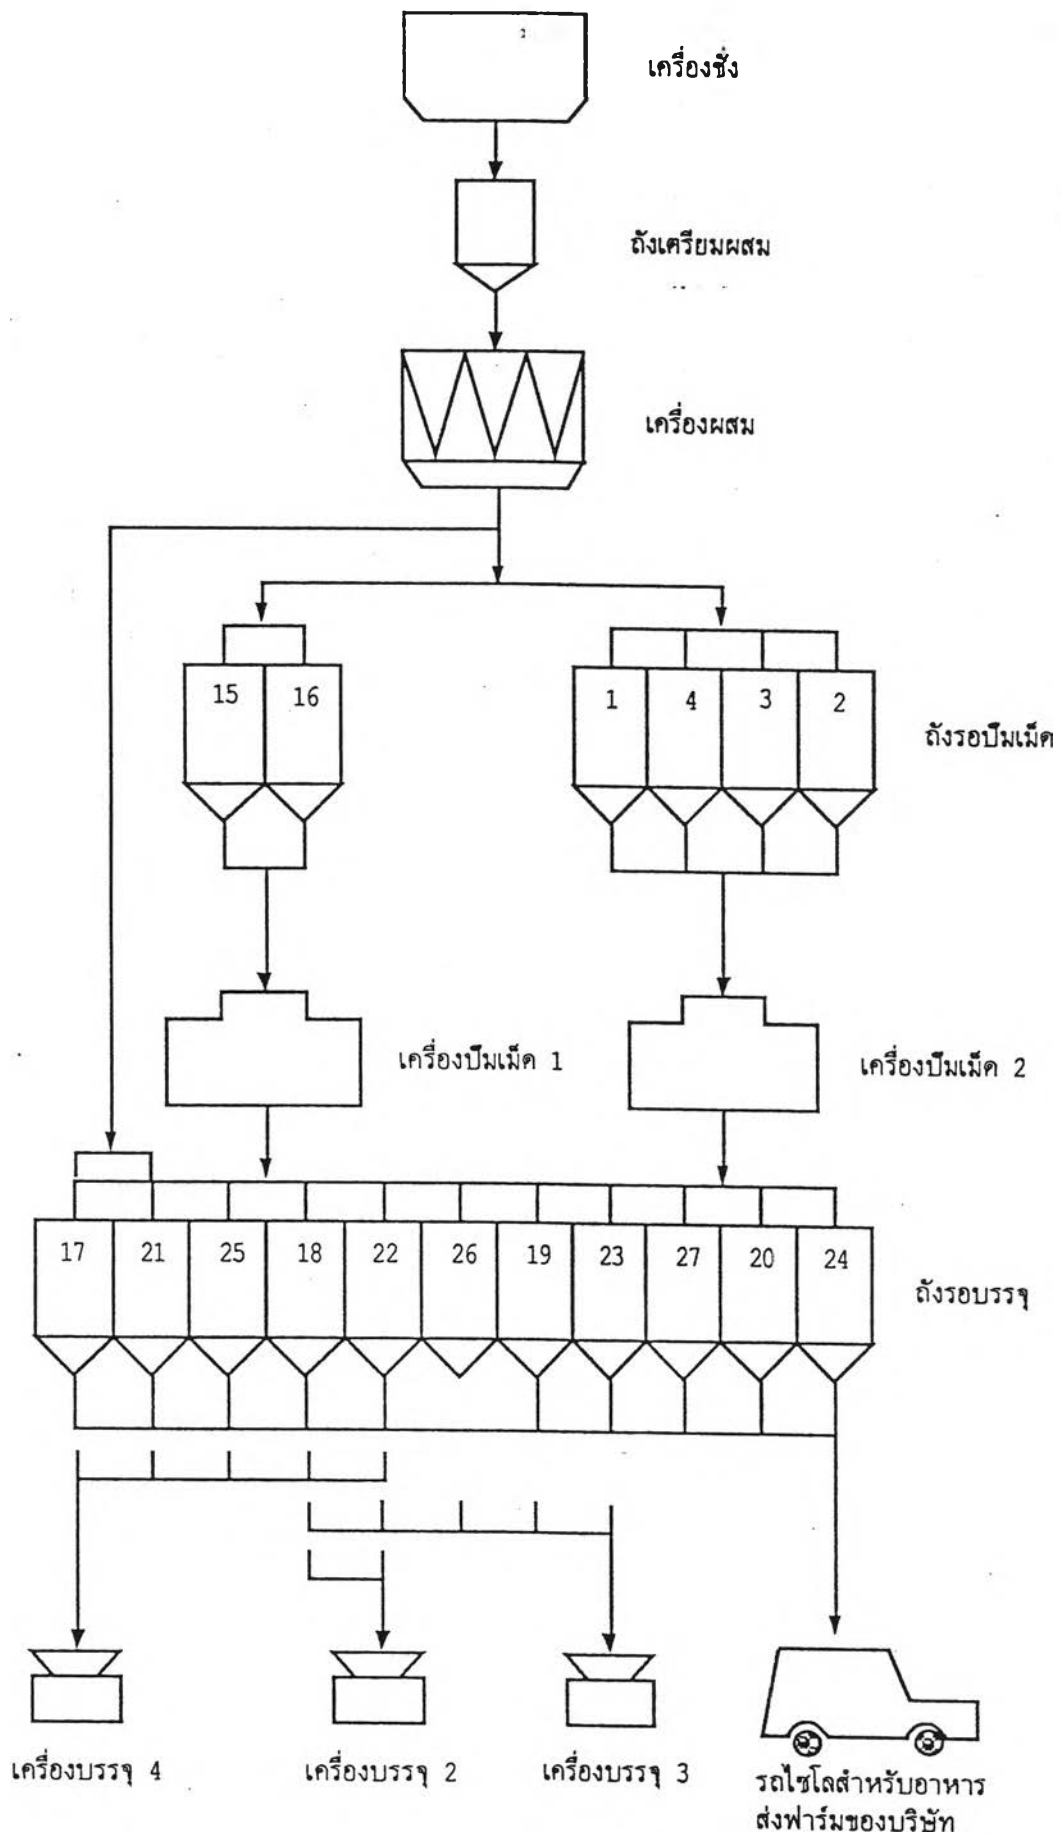 เครื่องชั่ง
ถังเตรียมผสม
เครื่องผสม
15 16
1 4 3 2
ถังรอปั๊มเม็ด
เครื่องปั๊มเม็ด 1
เครื่องปั๊มเม็ด 2
17 21 25 18 22 26 19 23 27 20 24
ถังรอบรรจุ
เครื่องบรรจุ 4
เครื่องบรรจุ 2
เครื่องบรรจุ 3
รถไซโลสำหรับอาหาร
ส่งฟาร์มของบริษัท